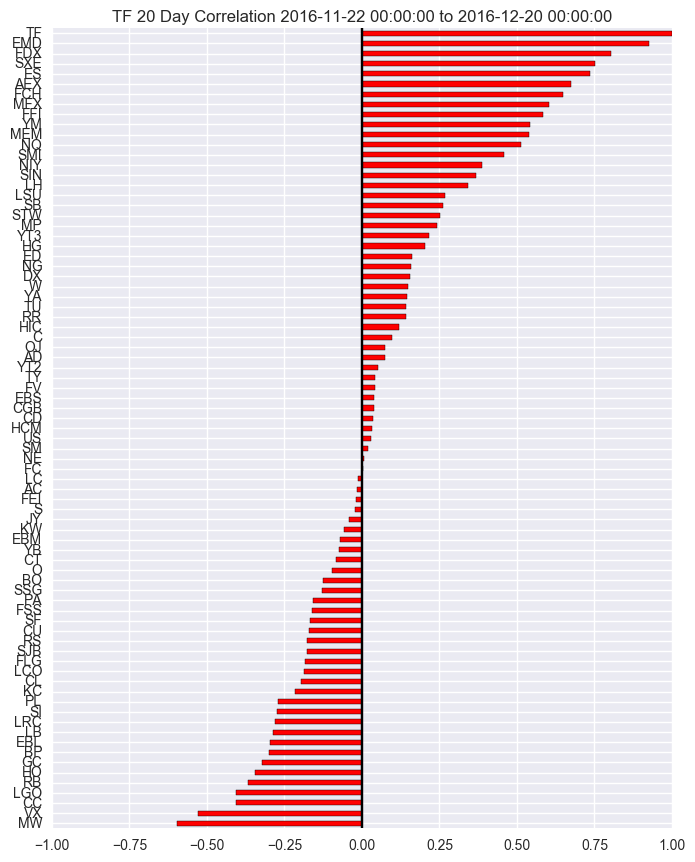 TF 20 Day Correlation 2016-11-22 00:00:00 to 2016-12-20 00:00:00
TF
EMD
FDX
SXE
ES
AEX
FCH
MFX
FFI
YM
MEM
NQ
SMI
NIY
SIN
LH
LSU
SB
STW
MP
YT3
HG
ED
NG
DX
W
YA
TU
RR
HIC
C
OJ
AD
YT2
TY
FV
EBS
CGB
CD
HCM
US
SM
NE
FC
LC
AC
FEI
S
JY
KW
EBM
YB
CT
O
BO
SSG
PA
FSS
SF
CU
RS
SJB
FLG
LCO
CL
KC
PL
SI
LRC
LB
EBL
BP
GC
HO
RB
LGO
CC
VX
MW
−1.00 −0.75 −0.50 −0.25 0.00 0.25 0.50 0.75 1.00